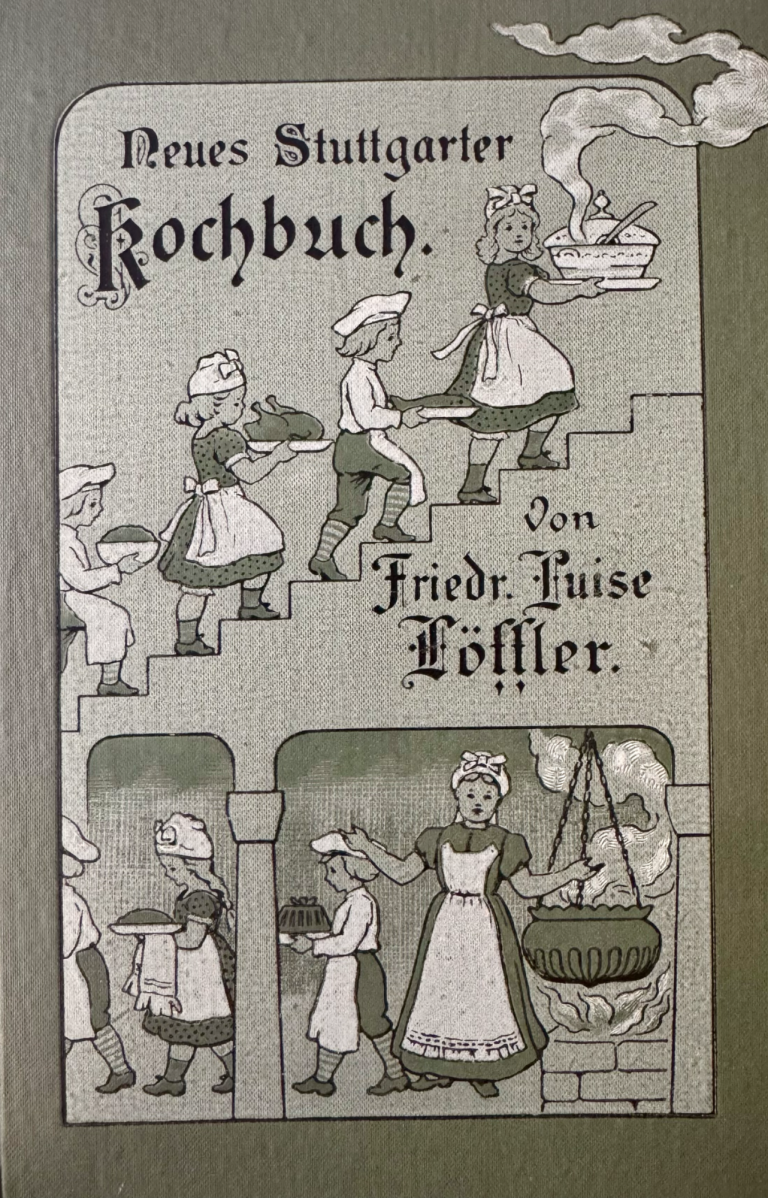 Neues Stuttgarter
Kochbuch.
Von
Friedr. Luise
Löffler.